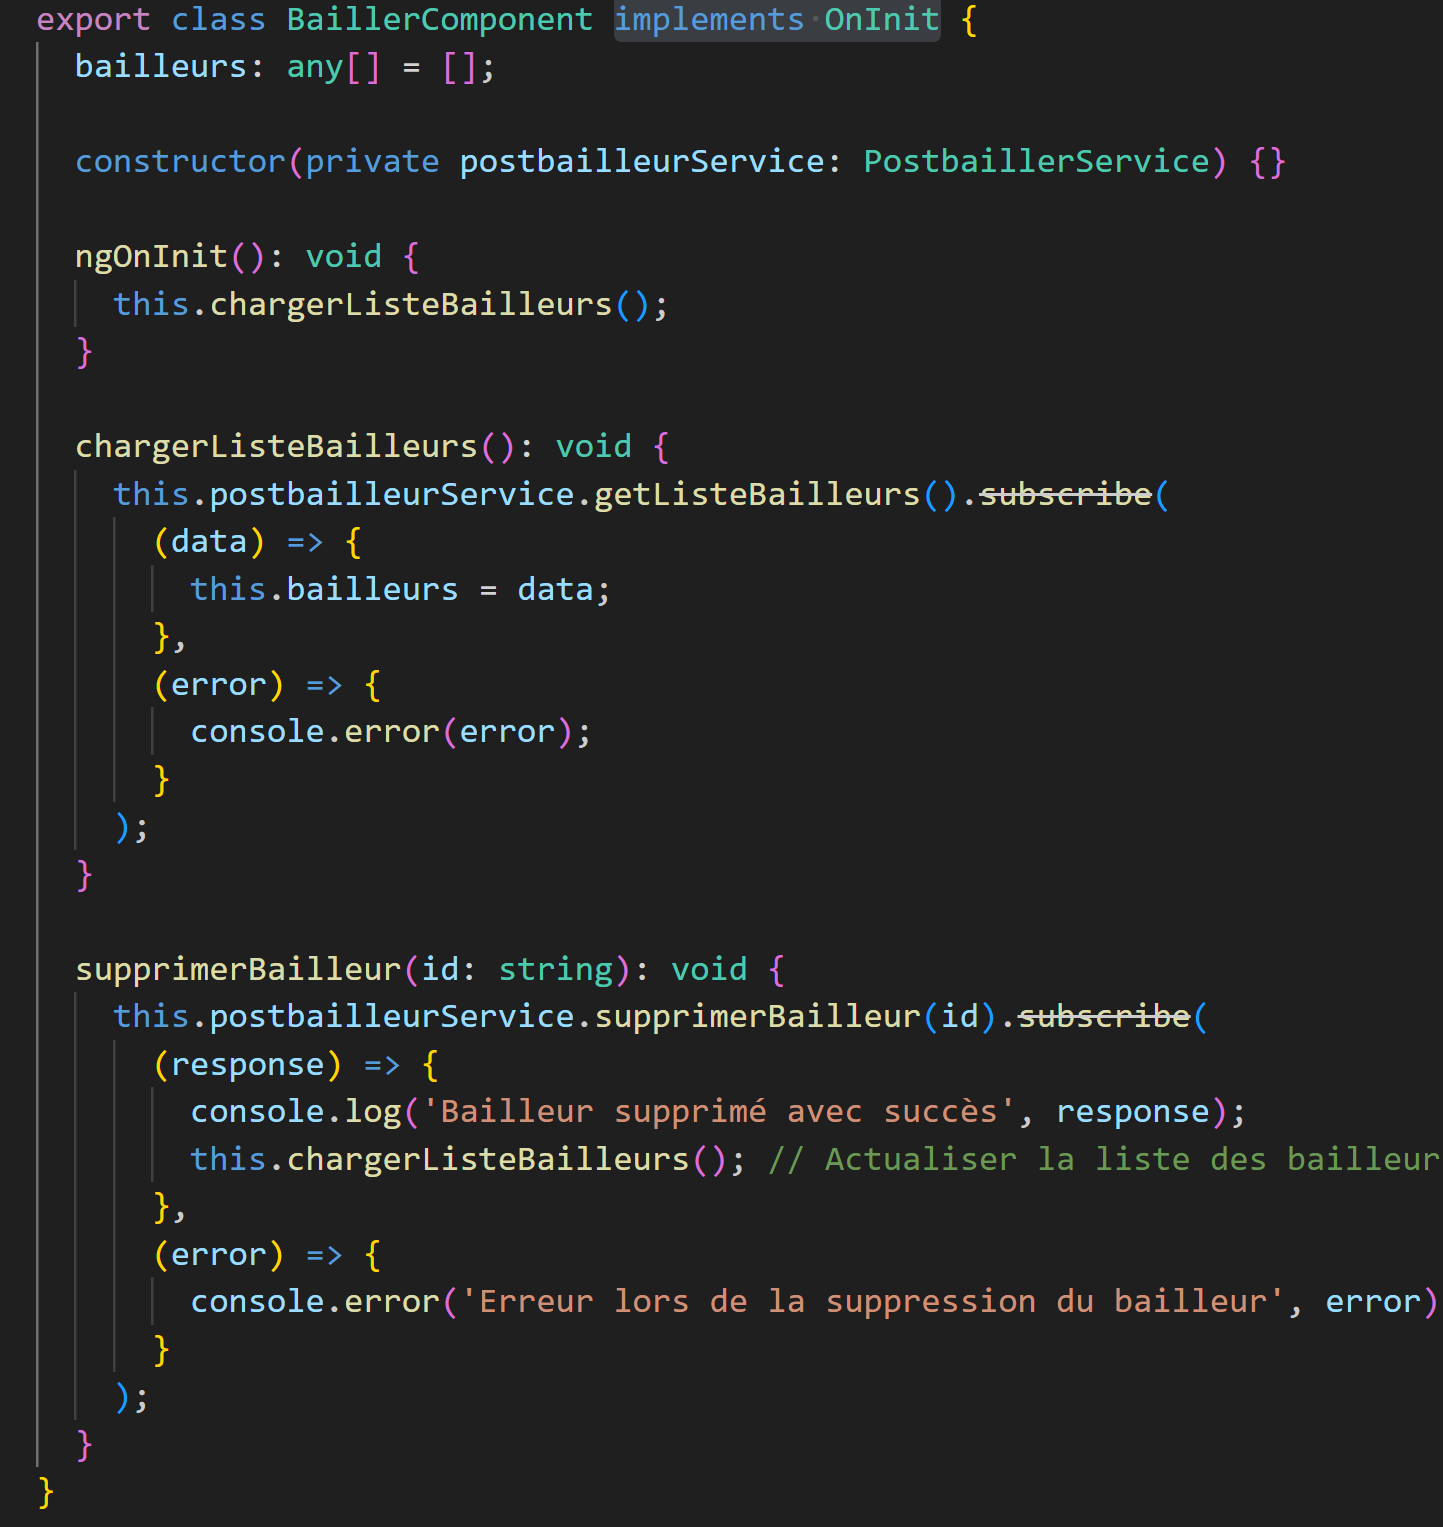 export class BaillerComponent implements OnInit {
  bailleurs: any[] = [];

  constructor(private postbailleurService: PostbaillerService) {}

  ngOnInit(): void {
    this.chargerListeBailleurs();
  }

  chargerListeBailleurs(): void {
    this.postbailleurService.getListeBailleurs().subscribe(
      (data) => {
        this.bailleurs = data;
      },
      (error) => {
        console.error(error);
      }
    );
  }

  supprimerBailleur(id: string): void {
    this.postbailleurService.supprimerBailleur(id).subscribe(
      (response) => {
        console.log('Bailleur supprimé avec succès', response);
        this.chargerListeBailleurs(); // Actualiser la liste des bailleur
      },
      (error) => {
        console.error('Erreur lors de la suppression du bailleur', error)
      }
    );
  }
}